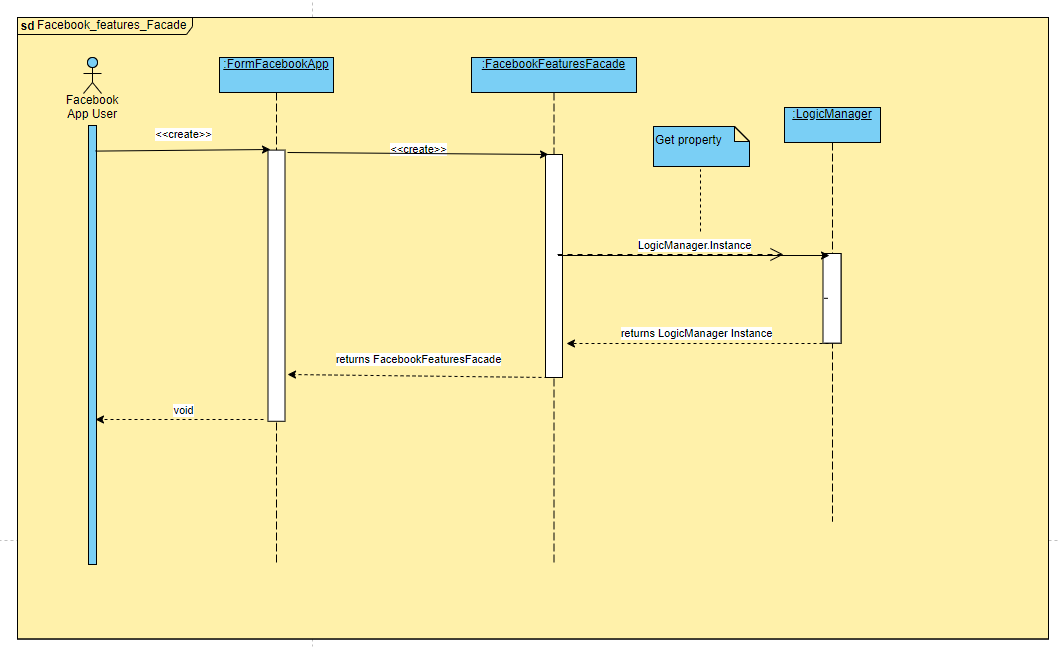 sd Facebook_features_Facade
:FormFacebookApp
:FacebookFeaturesFacade
Facebook
App User
:LogicManager
<<create>>
Get property
<<create>>
LogicManager.Instance
returns LogicManager Instance
returns FacebookFeaturesFacade
void